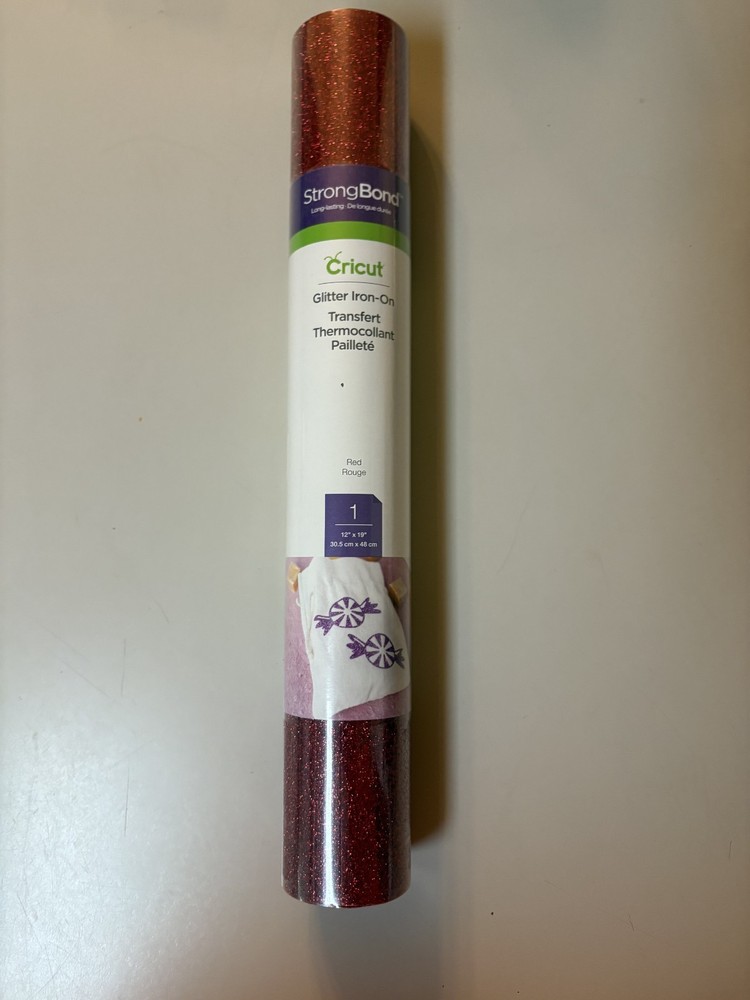 StrongBond™
Long-lasting · De longue durée
Cricut
Glitter Iron-On
Transfert
Thermocollant
Pailleté
Red
Rouge
1
12" x 19"
30.5 cm x 48 cm